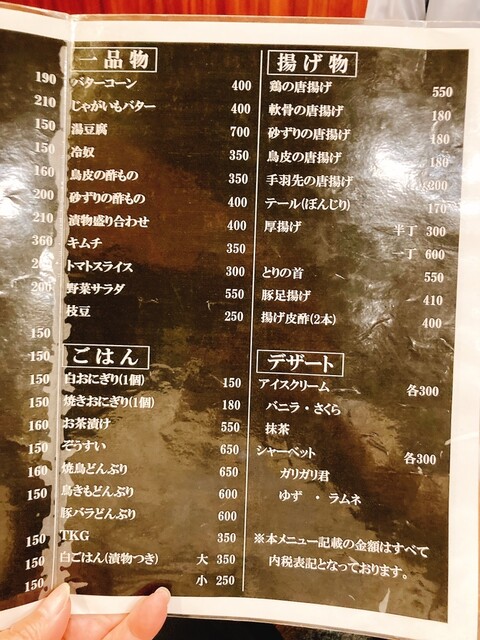 190
210
150
150
160
200
210
360
200
150
150
150
150
160
150
160
150
150
150
150
一品物
バターコーン 400
じゃがいもバター 400
湯豆腐 700
冷奴 350
鳥皮の酢もの 350
砂ずりの酢もの 400
漬物盛り合わせ 400
キムチ 350
トマトスライス 300
野菜サラダ 550
枝豆 250
ごはん
白おにぎり(1個) 150
焼きおにぎり(1個) 180
お茶漬け 550
ぞうすい 650
焼鳥どんぶり 650
鳥きもどんぶり 600
豚バラどんぶり 600
TKG 350
白ごはん(漬物つき) 大 350
小 250
揚げ物
鶏の唐揚げ 550
軟骨の唐揚げ 180
砂ずりの唐揚げ 180
鳥皮の唐揚げ 180
手羽先の唐揚げ 200
テール(ぼんじり) 170
厚揚げ 半丁 300
一丁 600
とりの首 550
豚足揚げ 410
揚げ皮酢(2本) 400
デザート
アイスクリーム 各300
バニラ・さくら
抹茶
シャーベット 各300
ガリガリ君
ゆず ・ ラムネ
※本メニュー記載の金額はすべて
内税表記となっております。